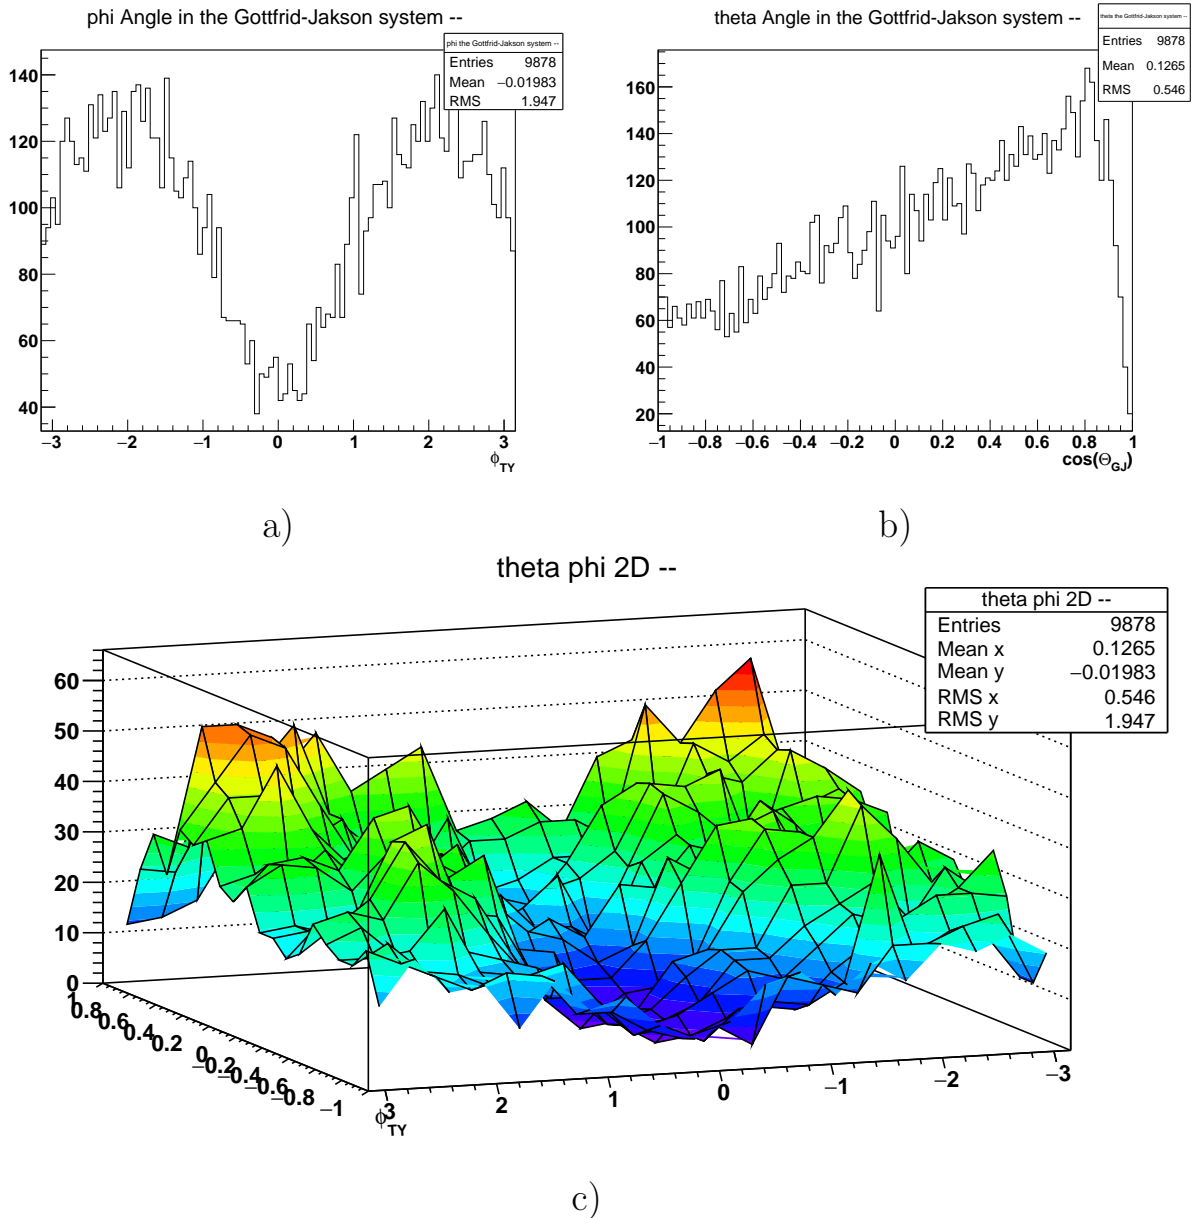 phi Angle in the Gottfrid-Jakson system --
phi the Gottfrid-Jakson system --
Entries 9878
Mean −0.01983
RMS 1.947
140
120
100
80
60
40
−3 −2 −1 0 1 2 3
ϕTY
a)
theta Angle in the Gottfrid-Jakson system --
theta the Gottfrid-Jakson system --
Entries 9878
Mean 0.1265
RMS 0.546
160
140
120
100
80
60
40
20
−1 −0.8 −0.6 −0.4 −0.2 0 0.2 0.4 0.6 0.8 1
cos(ΘGJ)
b)
theta phi 2D --
theta phi 2D --
Entries 9878
Mean x 0.1265
Mean y −0.01983
RMS x 0.546
RMS y 1.947
60
50
40
30
20
10
0
1 0.8 0.6 0.4 0.2 0 −0.2 −0.4 −0.6 −0.8 −1
3 2 1 0 −1 −2 −3
ϕTY
c)